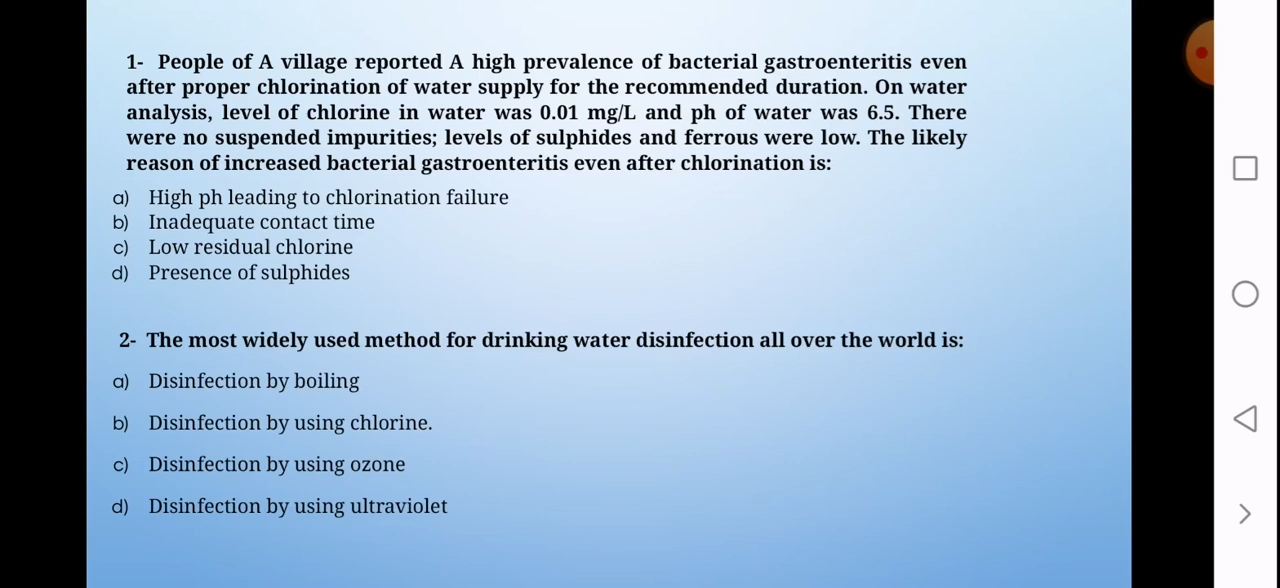 1- People of A village reported A high prevalence of bacterial gastroenteritis even
after proper chlorination of water supply for the recommended duration. On water
analysis, level of chlorine in water was 0.01 mg/L and ph of water was 6.5. There
were no suspended impurities; levels of sulphides and ferrous were low. The likely
reason of increased bacterial gastroenteritis even after chlorination is:
a) High ph leading to chlorination failure
b) Inadequate contact time
c) Low residual chlorine
d) Presence of sulphides
2- The most widely used method for drinking water disinfection all over the world is:
a) Disinfection by boiling
b) Disinfection by using chlorine.
c) Disinfection by using ozone
d) Disinfection by using ultraviolet